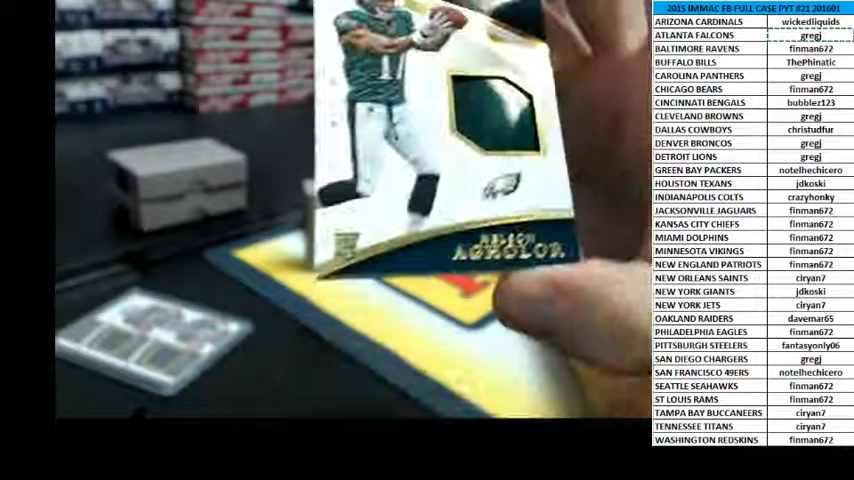 2015 IMMAC FB FULL CASE PYT #21 201601
ARIZONA CARDINALS wickedliquids
ATLANTA FALCONS gregj
BALTIMORE RAVENS finman672
BUFFALO BILLS ThePhinatic
CAROLINA PANTHERS gregj
CHICAGO BEARS finman672
CINCINNATI BENGALS bubblez123
CLEVELAND BROWNS gregj
DALLAS COWBOYS christudfur
DENVER BRONCOS gregj
DETROIT LIONS gregj
GREEN BAY PACKERS notelhechicero
HOUSTON TEXANS jdkoski
INDIANAPOLIS COLTS crazyhonky
JACKSONVILLE JAGUARS finman672
KANSAS CITY CHIEFS finman672
MIAMI DOLPHINS finman672
MINNESOTA VIKINGS finman672
NEW ENGLAND PATRIOTS finman672
NEW ORLEANS SAINTS ciryan7
NEW YORK GIANTS jdkoski
NEW YORK JETS ciryan7
OAKLAND RAIDERS davemar65
PHILADELPHIA EAGLES finman672
PITTSBURGH STEELERS fantasyonly06
SAN DIEGO CHARGERS gregj
SAN FRANCISCO 49ERS notelhechicero
SEATTLE SEAHAWKS finman672
ST LOUIS RAMS finman672
TAMPA BAY BUCCANEERS ciryan7
TENNESSEE TITANS ciryan7
WASHINGTON REDSKINS finman672
NELSON
AGHOLOR